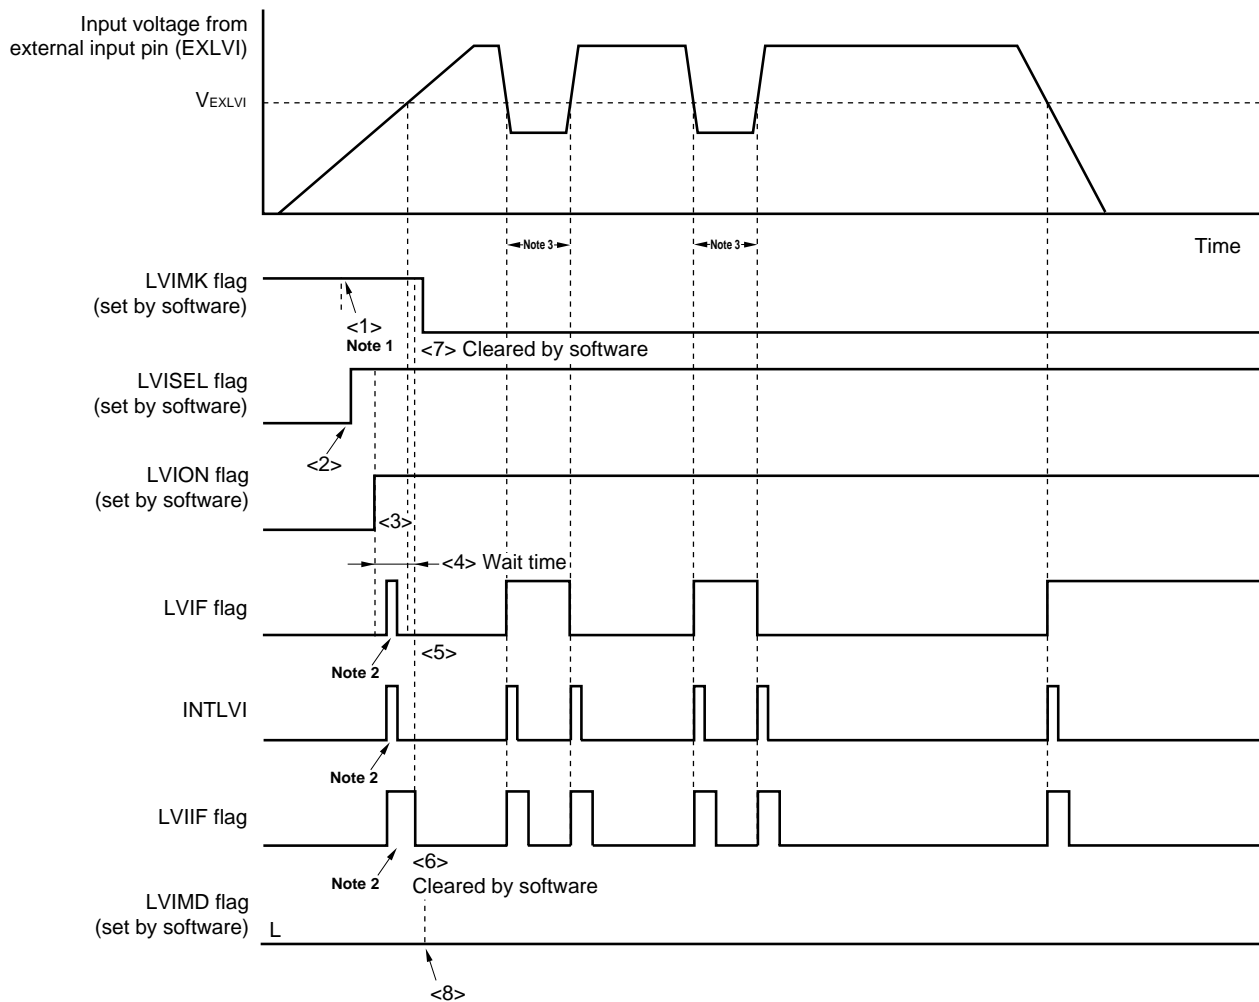 Input voltage from
external input pin (EXLVI)
VEXLVI
Note 3
Note 3
Time
LVIMK flag
(set by software)
<1>
Note 1
<7> Cleared by software
LVISEL flag
(set by software)
<2>
LVION flag
(set by software)
<3>
<4> Wait time
LVIF flag
Note 2
<5>
INTLVI
Note 2
LVIIF flag
Note 2
<6>
Cleared by software
LVIMD flag
(set by software)
L
<8>